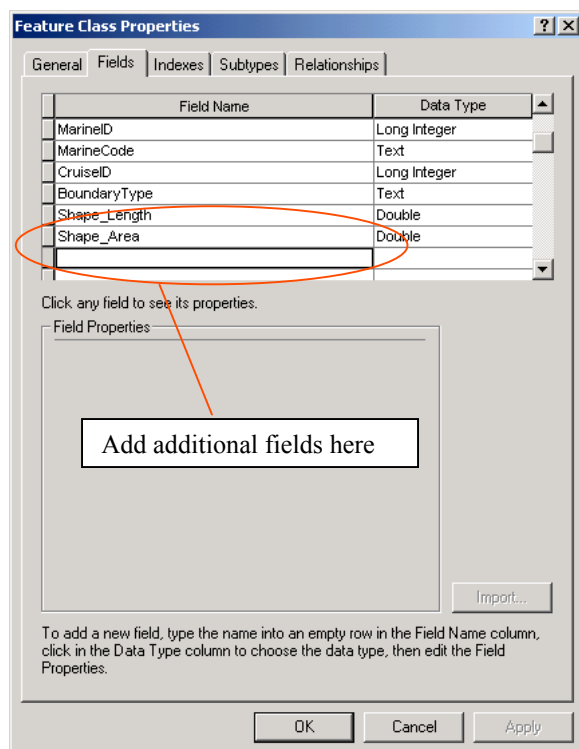 Feature Class Properties
General Fields Indexes Subtypes Relationships
Field Name Data Type
MarineID Long Integer
MarineCode Text
CruiseID Long Integer
BoundaryType Text
Shape_Length Double
Shape_Area Double
Click any field to see its properties.
Field Properties
Add additional fields here
Import...
To add a new field, type the name into an empty row in the Field Name column,
click in the Data Type column to choose the data type, then edit the Field
Properties.
OK Cancel Apply